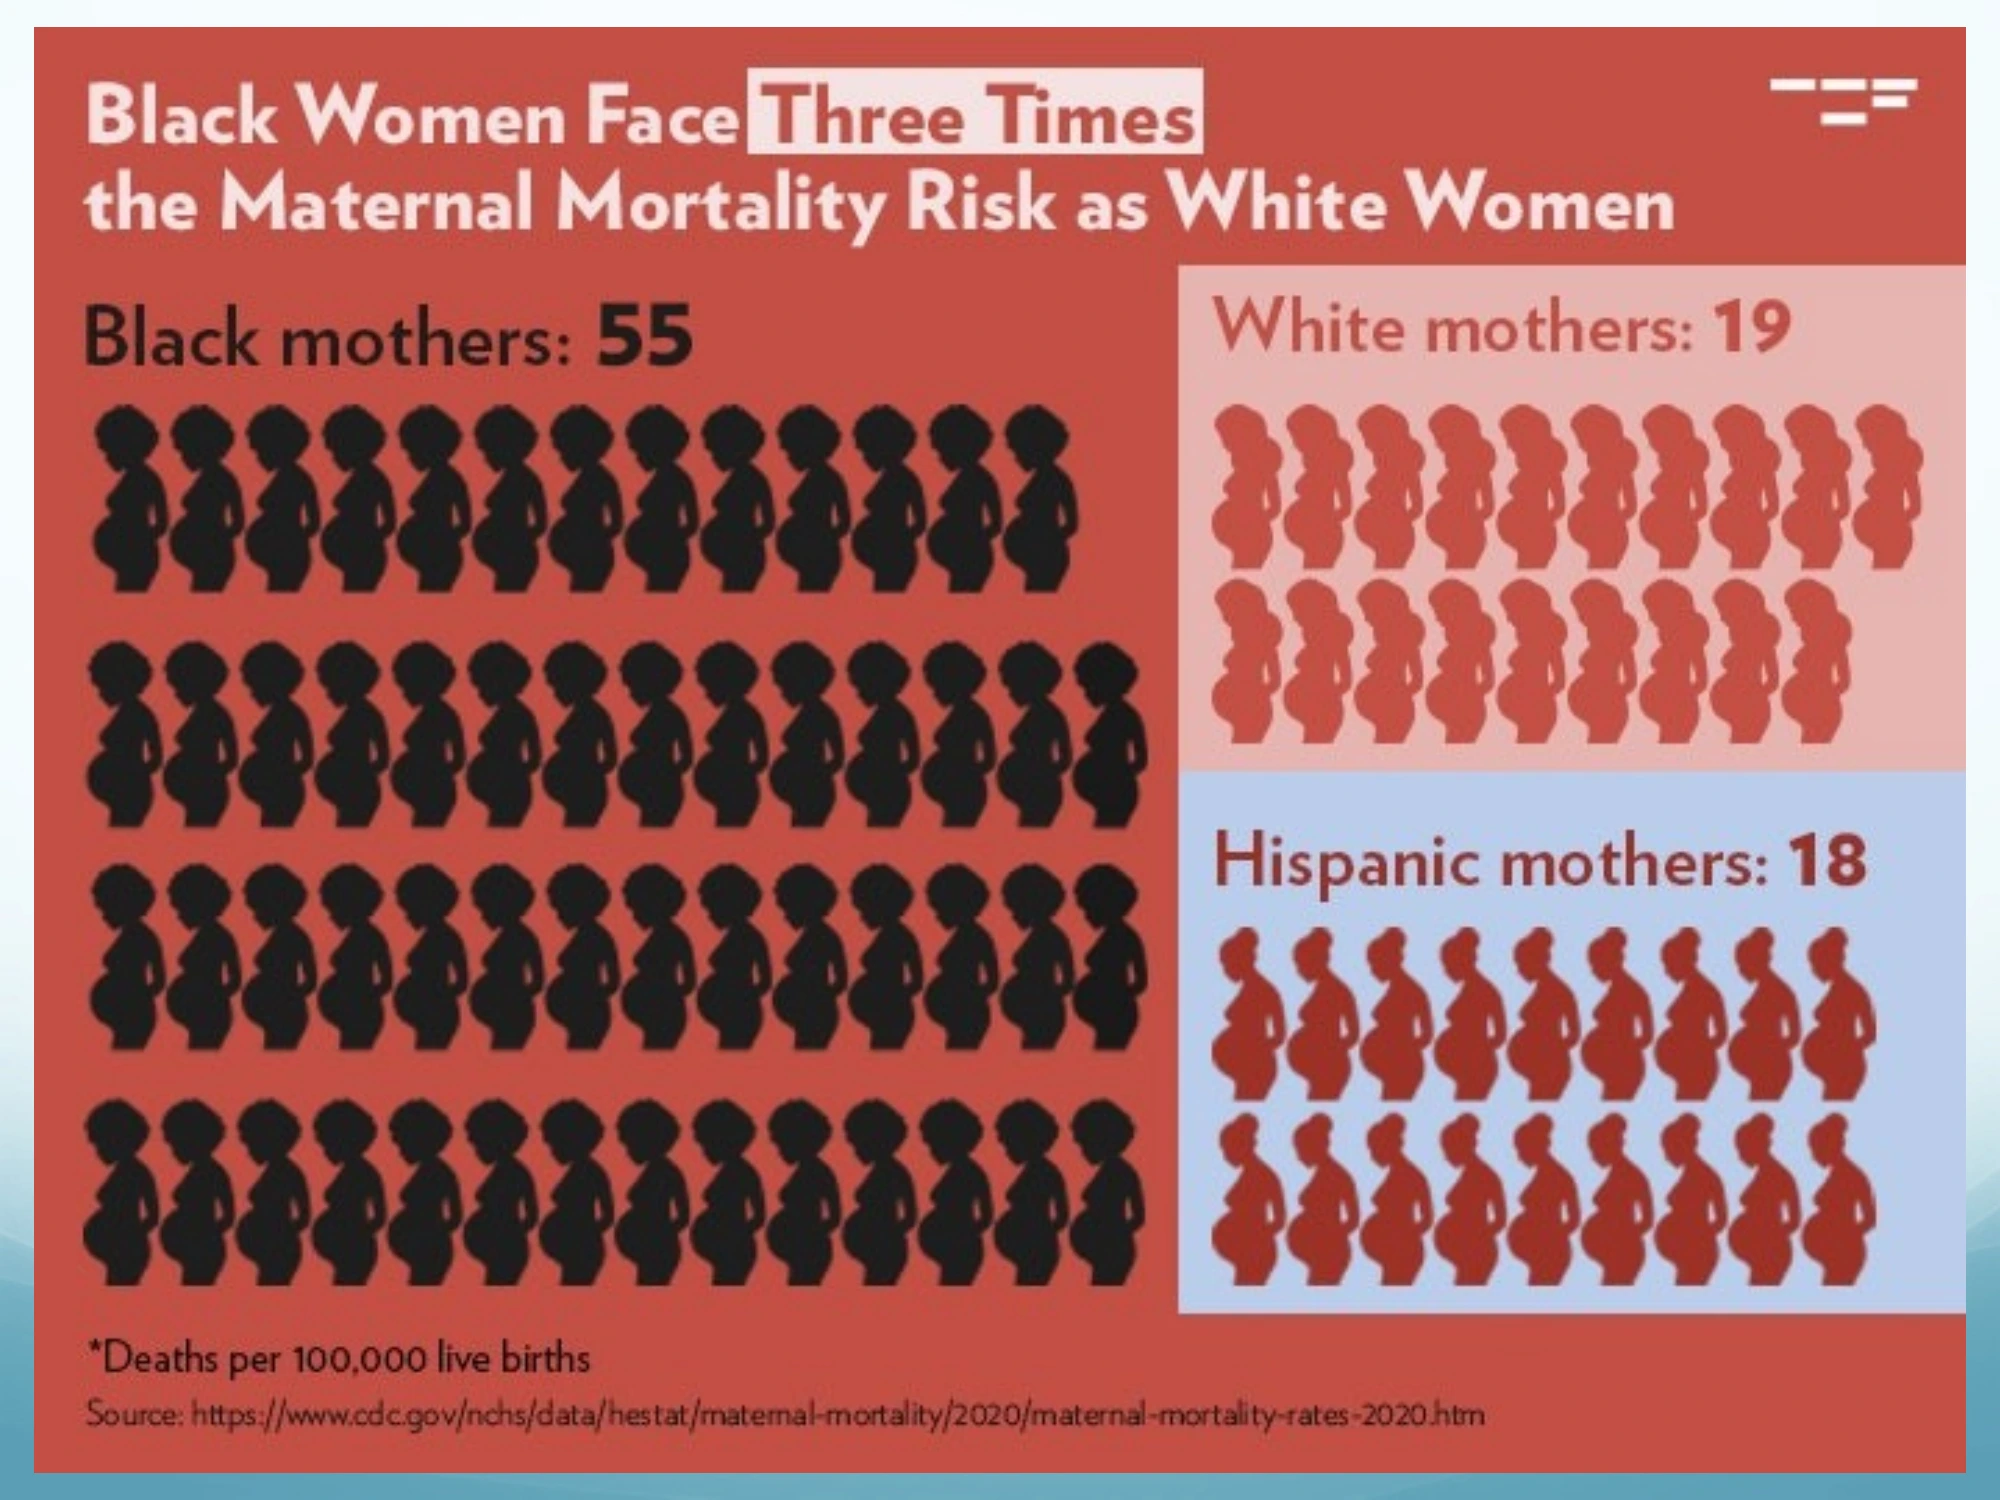 Black Women Face Three Times
the Maternal Mortality Risk as White Women
Black mothers: 55
White mothers: 19
Hispanic mothers: 18
*Deaths per 100,000 live births
Source: https://www.cdc.gov/nchs/data/hestat/maternal-mortality/2020/maternal-mortality-rates-2020.htm